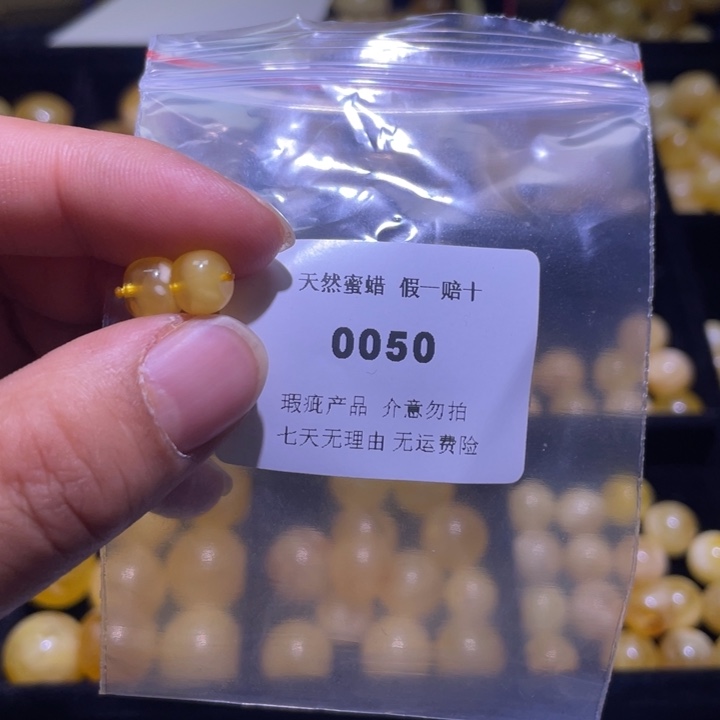 天然蜜蜡 假一赔十
0050
瑕疵产品 介意勿拍
七天无理由 无运费险